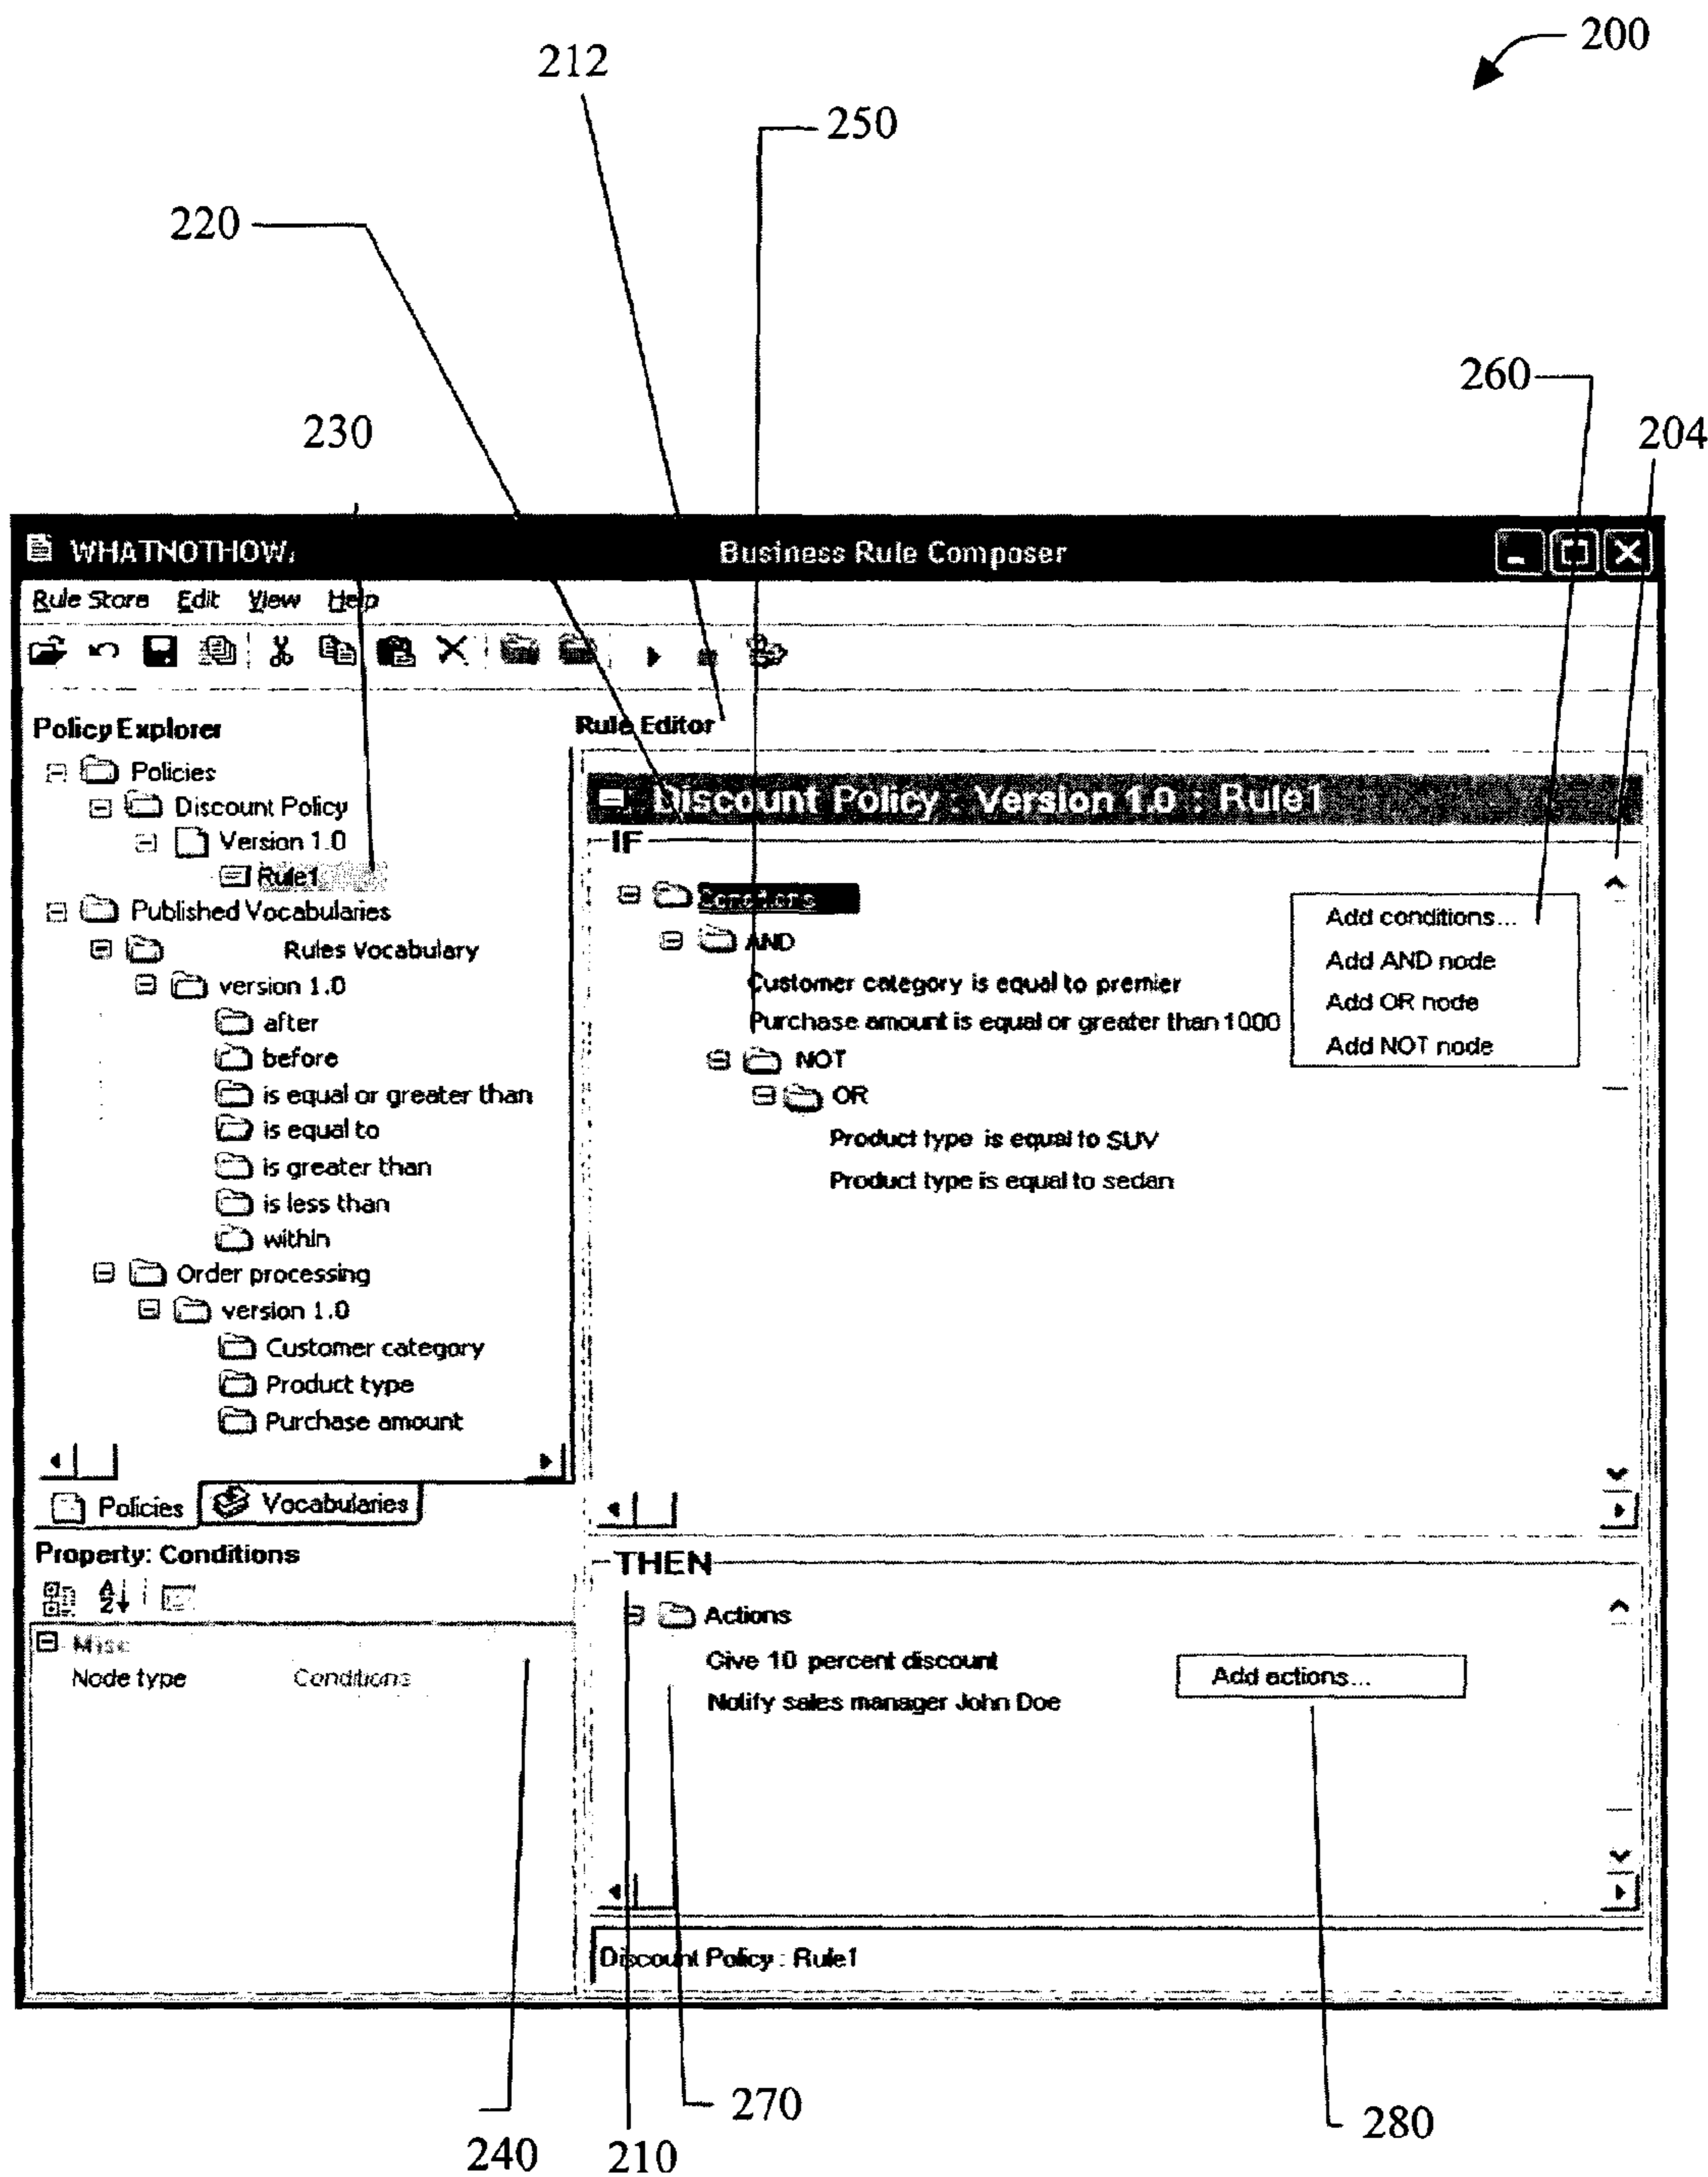 200
212
250
220
260
230
204
WHATNOTHOW. Business Rule Composer
Rule Store Edit View Help
Policy Explorer
Policies
Discount Policy
Version 1.0
Rule1
Published Vocabularies
Rules Vocabulary
version 1.0
after
before
is equal or greater than
is equal to
is greater than
is less than
within
Order processing
version 1.0
Customer category
Product type
Purchase amount
Policies Vocabularies
Property: Conditions
Misc
Node type Conditions
Rule Editor
Discount Policy : Version 1.0 : Rule1
IF
AND
Customer category is equal to premier
Purchase amount is equal or greater than 1000
NOT
OR
Product type is equal to SUV
Product type is equal to sedan
Add conditions...
Add AND node
Add OR node
Add NOT node
THEN
Actions
Give 10 percent discount
Notify sales manager John Doe
Add actions...
Discount Policy : Rule1
270
280
240
210